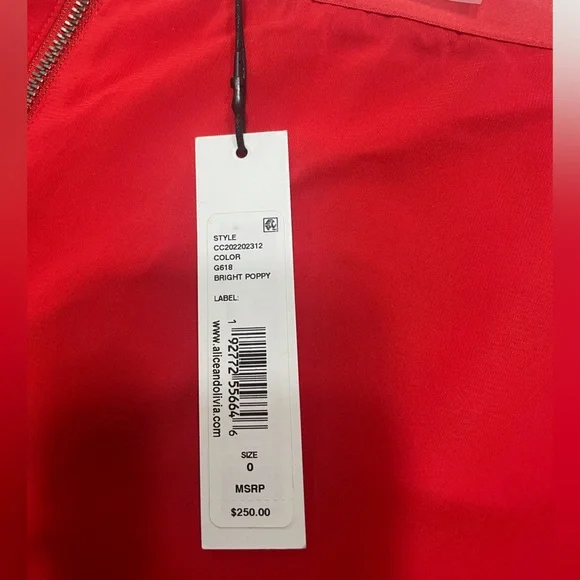 STYLE
CC202202312
COLOR
G618
BRIGHT POPPY
LABEL:
1 92772 55664 6
www.aliceandolivia.com
SIZE
0
MSRP
$250.00